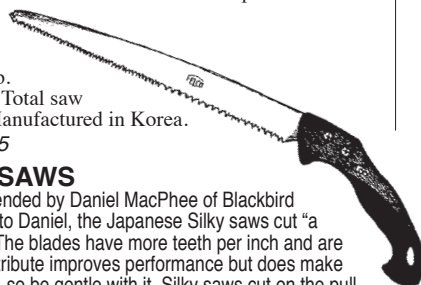 o.
Total saw
Manufactured in Korea.
5
SAWS
ended by Daniel MacPhee of Blackbird
to Daniel, the Japanese Silky saws cut “a
The blades have more teeth per inch and are
tribute improves performance but does make
so be gentle with it. Silky saws cut on the pull